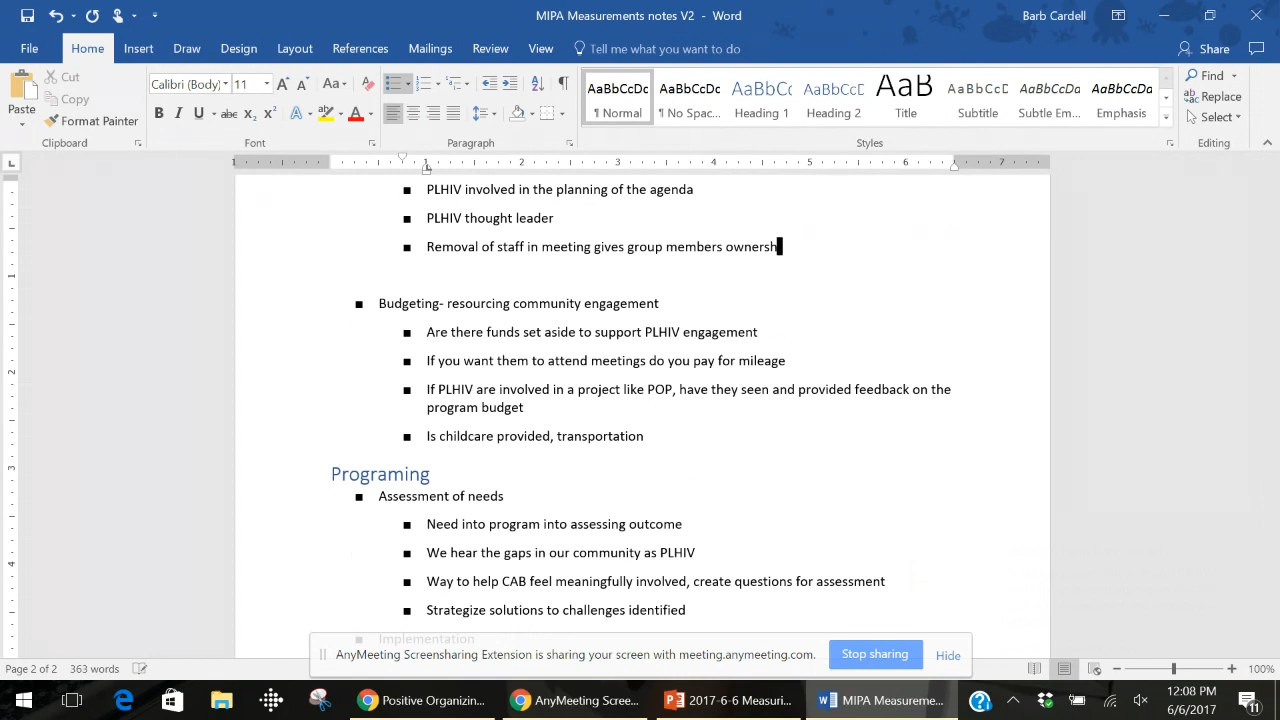 MIPA Measurements notes V2 - Word
Barb Cardell
File Home Insert Draw Design Layout References Mailings Review View Tell me what you want to do Share
Paste
Cut
Copy
Format Painter
Clipboard
Calibri (Body) 11
Font
Paragraph
AaBbCcDc AaBbCcDc AaBbCc AaBbCcD AaB AaBbCcD AaBbCcDa AaBbCcDa
¶ Normal ¶ No Spac... Heading 1 Heading 2 Title Subtitle Subtle Em... Emphasis
Styles
Find
Replace
Select
Editing
1 1 2 3 4 5 6 7
PLHIV involved in the planning of the agenda
PLHIV thought leader
Removal of staff in meeting gives group members ownersh
Budgeting- resourcing community engagement
Are there funds set aside to support PLHIV engagement
If you want them to attend meetings do you pay for mileage
If PLHIV are involved in a project like POP, have they seen and provided feedback on the
program budget
Is childcare provided, transportation
Programing
Assessment of needs
Need into program into assessing outcome
We hear the gaps in our community as PLHIV
Way to help CAB feel meaningfully involved, create questions for assessment
Strategize solutions to challenges identified
Implementation
AnyMeeting Screensharing Extension is sharing your screen with meeting.anymeeting.com. Stop sharing Hide
Page 2 of 2 363 words 100%
Positive Organizin... AnyMeeting Scree... 2017-6-6 Measuri... MIPA Measureme...
12:08 PM
6/6/2017
11